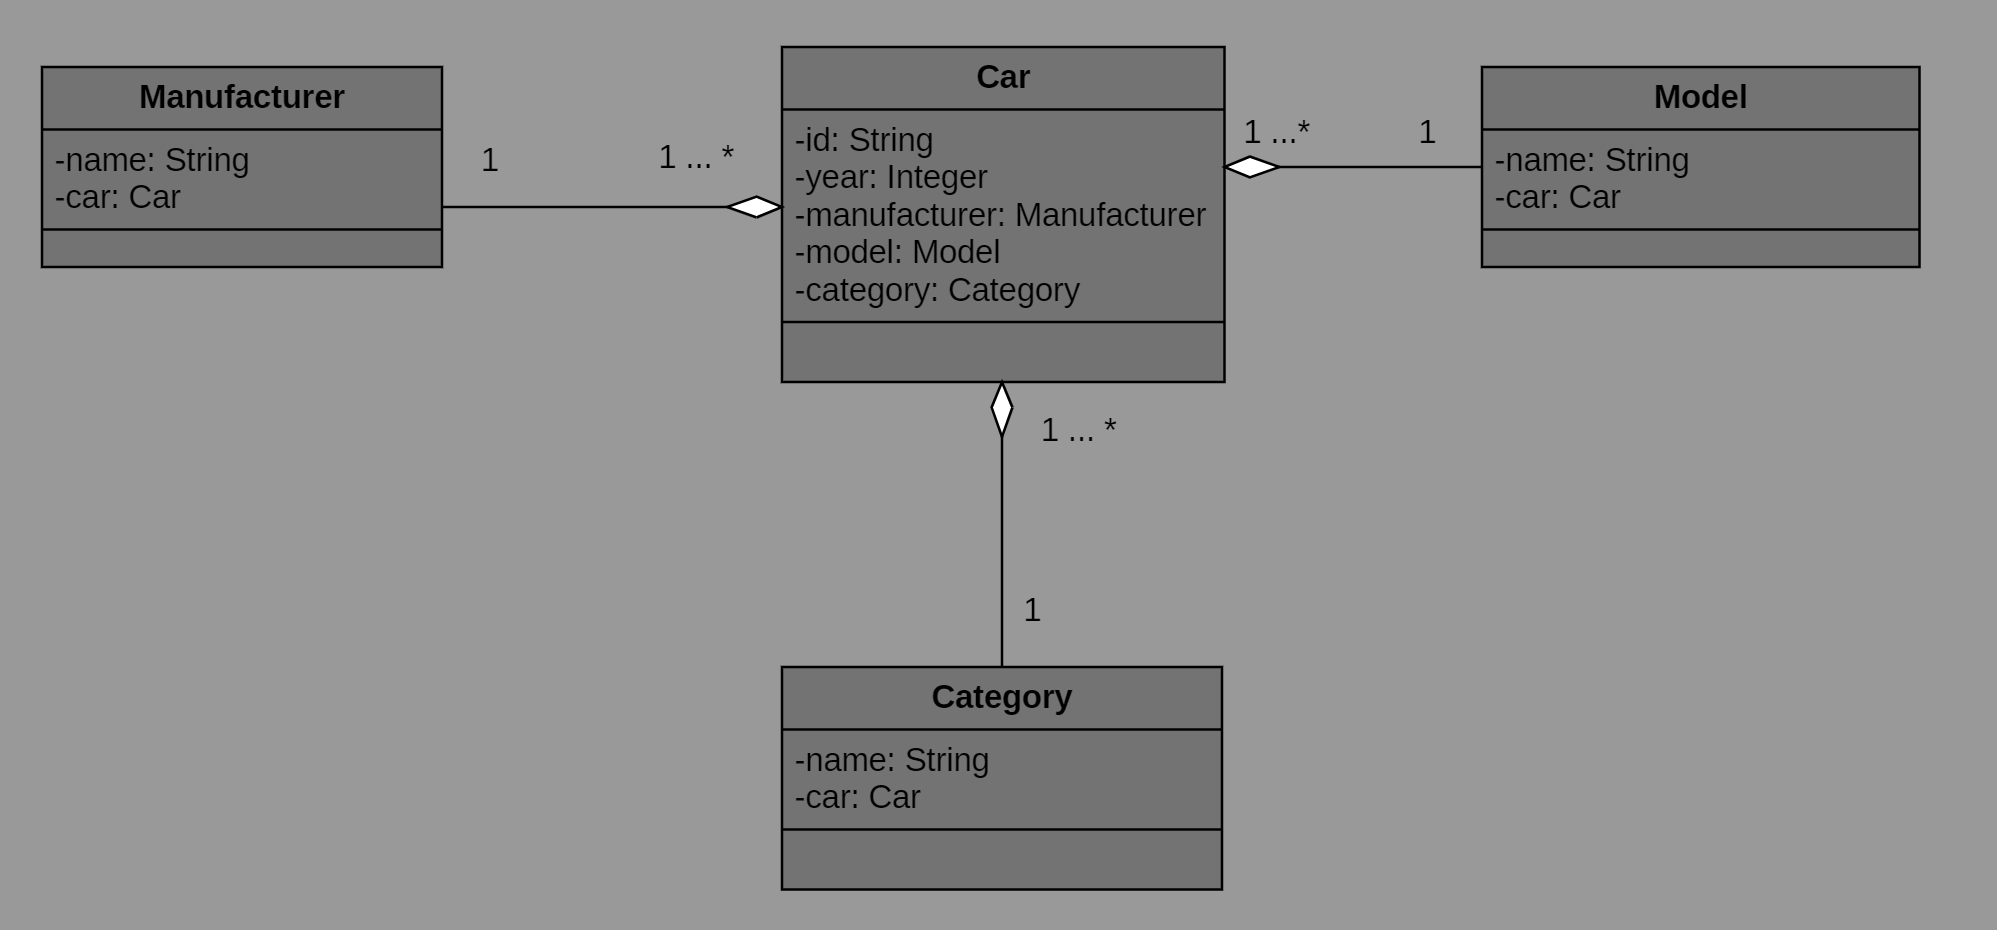 Manufacturer
-name: String
-car: Car
1
1 ... *
Car
-id: String
-year: Integer
-manufacturer: Manufacturer
-model: Model
-category: Category
1 ...*
1
Model
-name: String
-car: Car
1 ... *
1
Category
-name: String
-car: Car